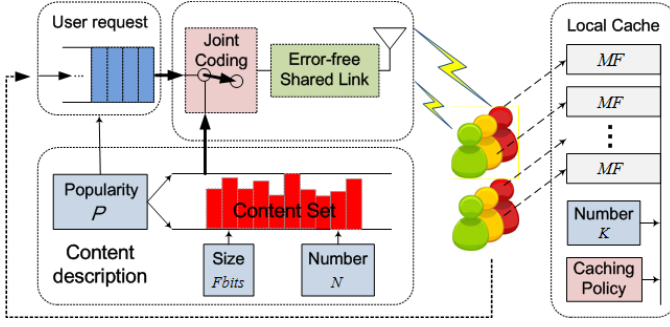 User request
...
Joint
Coding
Error-free
Shared Link
Local Cache
MF
MF
...
MF
Number
K
Caching
Policy
Popularity
P
Content Set
Content
description
Size
Fbits
Number
N